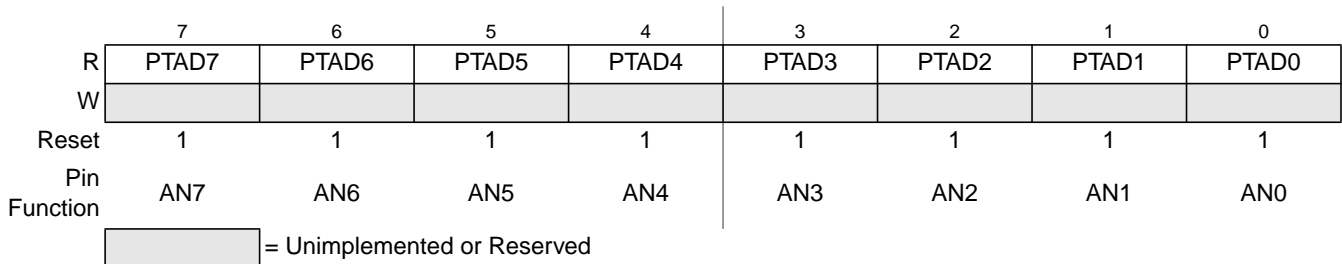 7 6 5 4 3 2 1 0
R PTAD7 PTAD6 PTAD5 PTAD4 PTAD3 PTAD2 PTAD1 PTAD0
W
Reset 1 1 1 1 1 1 1 1
Pin
Function AN7 AN6 AN5 AN4 AN3 AN2 AN1 AN0
= Unimplemented or Reserved